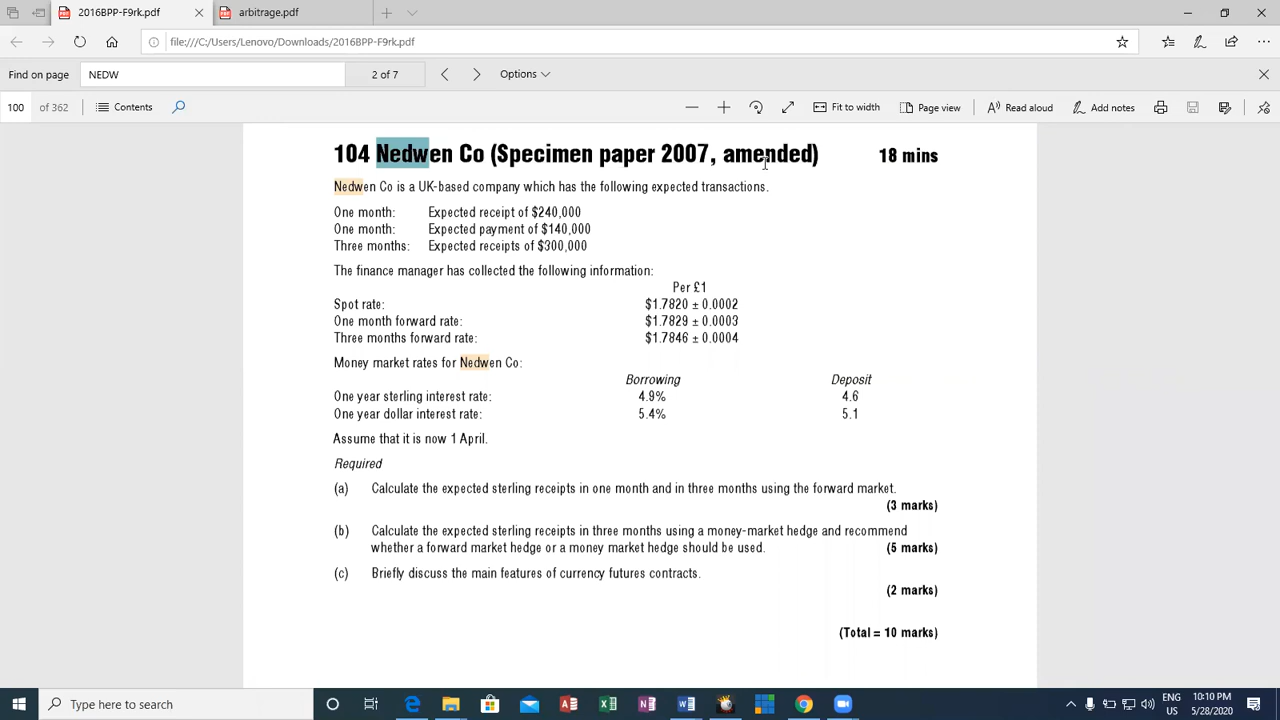 2016BPP-F9rk.pdf
arbitrage.pdf
file:///C:/Users/Lenovo/Downloads/2016BPP-F9rk.pdf
Find on page
NEDW
2 of 7
Options
100 of 362
Contents
Fit to width
Page view
Read aloud
Add notes
104 Nedwen Co (Specimen paper 2007, amended) 18 mins
Nedwen Co is a UK-based company which has the following expected transactions.
One month: Expected receipt of $240,000
One month: Expected payment of $140,000
Three months: Expected receipts of $300,000
The finance manager has collected the following information:
Per £1
Spot rate: $1.7820 ± 0.0002
One month forward rate: $1.7829 ± 0.0003
Three months forward rate: $1.7846 ± 0.0004
Money market rates for Nedwen Co:
Borrowing Deposit
One year sterling interest rate: 4.9% 4.6
One year dollar interest rate: 5.4% 5.1
Assume that it is now 1 April.
Required
(a) Calculate the expected sterling receipts in one month and in three months using the forward market.
(3 marks)
(b) Calculate the expected sterling receipts in three months using a money-market hedge and recommend
whether a forward market hedge or a money market hedge should be used. (5 marks)
(c) Briefly discuss the main features of currency futures contracts.
(2 marks)
(Total = 10 marks)
Type here to search
ENG
US
10:10 PM
5/28/2020